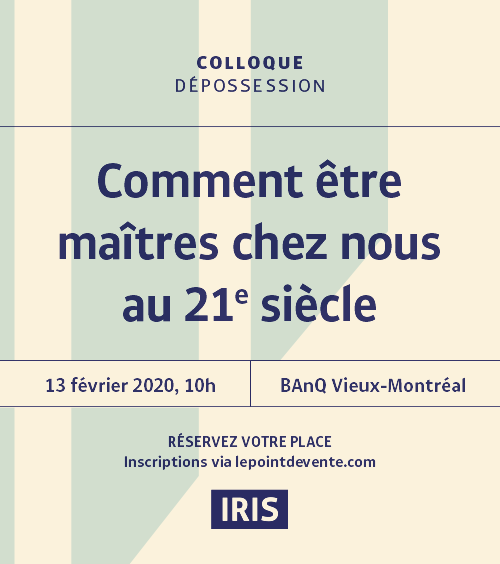 COLLOQUE
DÉPOSSESSION
Comment être
maîtres chez nous
au 21e siècle
13 février 2020, 10h
BAnQ Vieux-Montréal
RÉSERVEZ VOTRE PLACE
Inscriptions via lepointdevente.com
IRIS